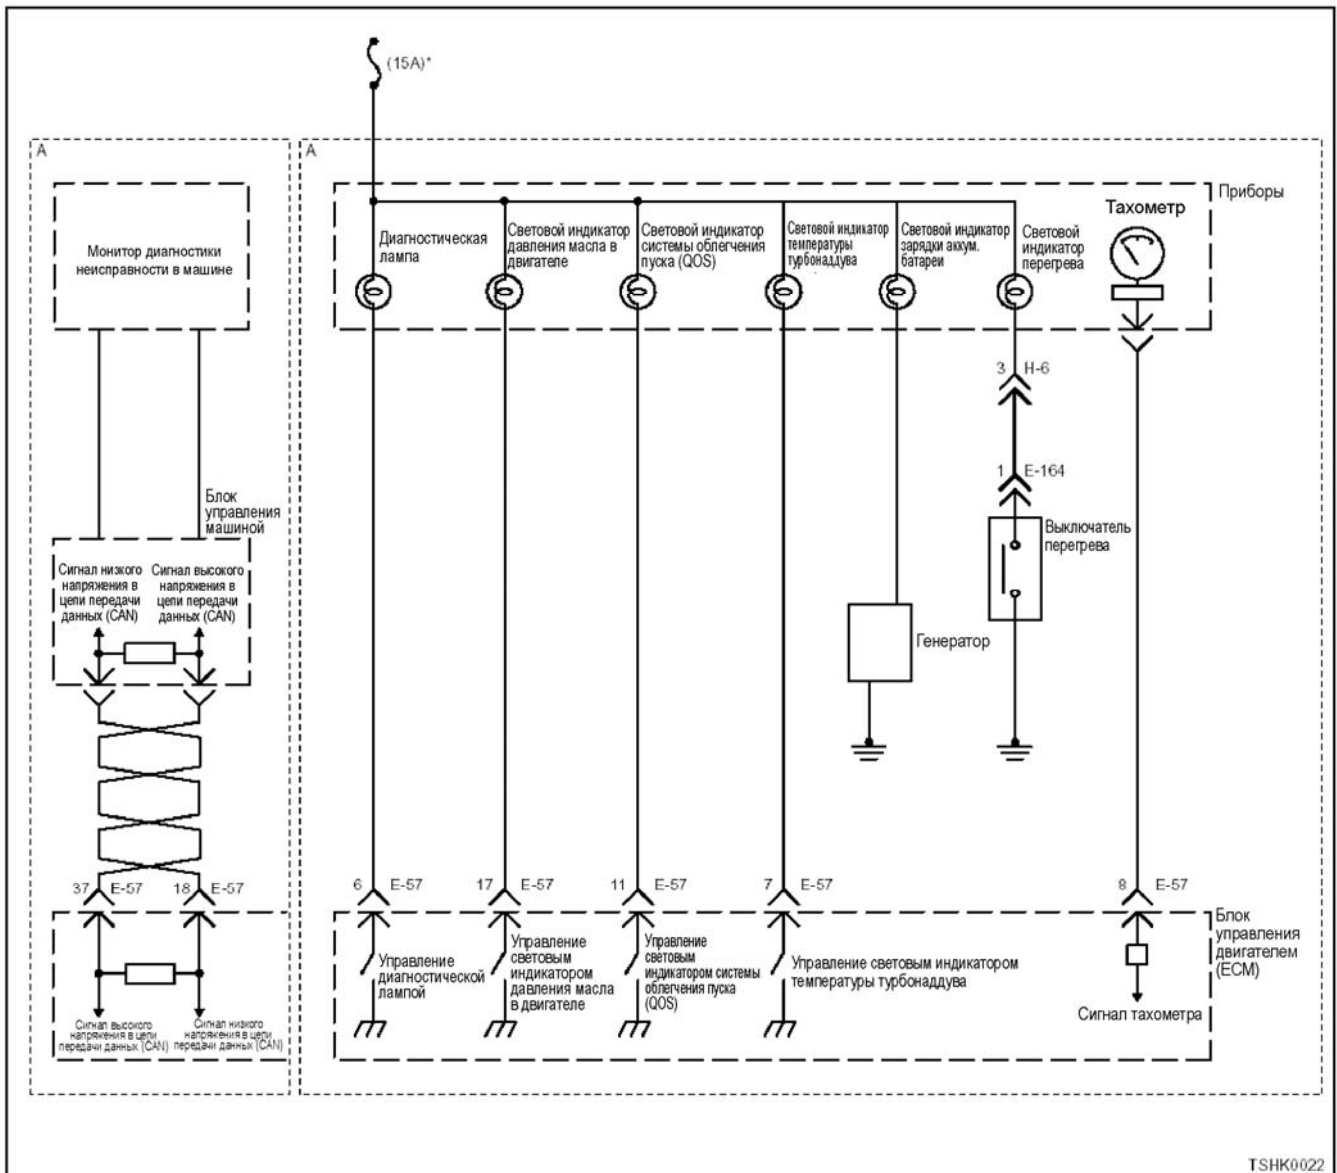 (15A)*
A
A
Приборы
Монитор диагностики
неисправности в машине
Диагностическая
лампа
Световой индикатор
давления масла в
двигателе
Световой индикатор
системы облегчения
пуска (QOS)
Световой индикатор
температуры
турбонаддува
Световой индикатор
зарядки аккум.
батареи
Световой
индикатор
перегрева
Тахометр
3 H-6
1 E-164
Выключатель
перегрева
Блок
управления
машиной
Сигнал низкого
напряжения в
цепи передачи
данных (CAN)
Сигнал высокого
напряжения в
цепи передачи
данных (CAN)
Генератор
37 E-57
18 E-57
6 E-57
17 E-57
11 E-57
7 E-57
8 E-57
Сигнал высокого
напряжения в цепи
передачи данных (CAN)
Сигнал низкого
напряжения в цепи
передачи данных (CAN)
Управление
диагностической
лампой
Управление
световым
индикатором
давления масла
в двигателе
Управление
световым
индикатором системы
облегчения пуска
(QOS)
Управление световым индикатором
температуры турбонаддува
Сигнал тахометра
Блок
управления
двигателем
(ECM)
TSHK0022